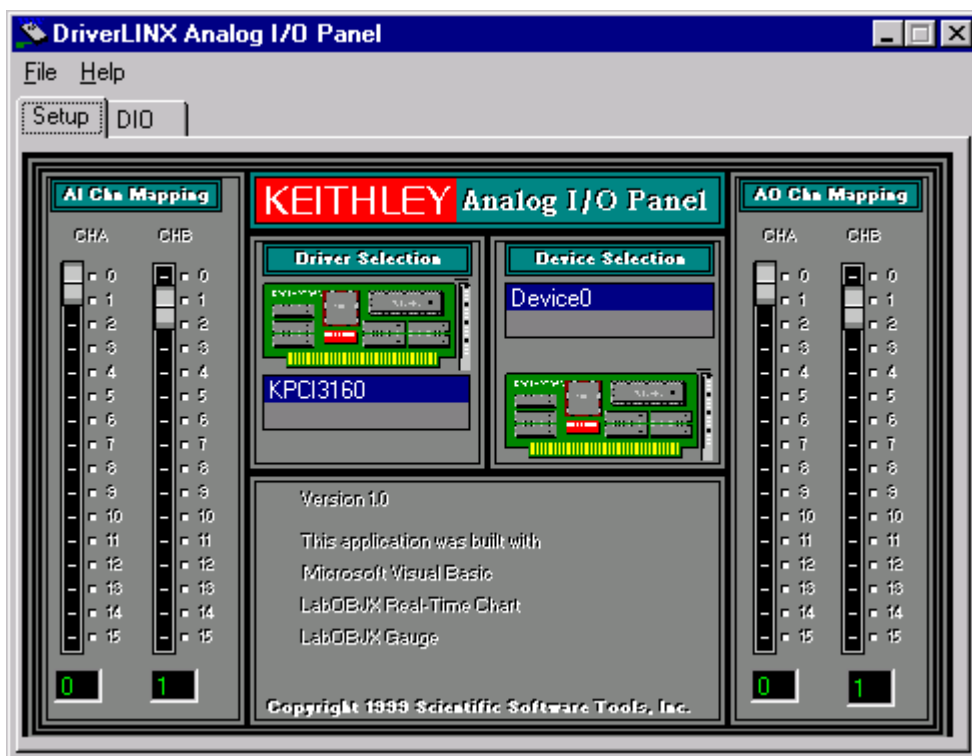 DriverLINX Analog I/O Panel
File Help
Setup DIO
AI Chn Mapping
CHA CHB
0 0
1 1
2 2
3 3
4 4
5 5
6 6
7 7
8 8
9 9
10 10
11 11
12 12
13 13
14 14
15 15
0 1
KEITHLEY Analog I/O Panel
Driver Selection
KPCI3160
Device Selection
Device0
Version 1.0
This application was built with
Microsoft Visual Basic
LabOBJX Real-Time Chart
LabOBJX Gauge
Copyright 1999 Scientific Software Tools, Inc.
AO Chn Mapping
CHA CHB
0 0
1 1
2 2
3 3
4 4
5 5
6 6
7 7
8 8
9 9
10 10
11 11
12 12
13 13
14 14
15 15
0 1